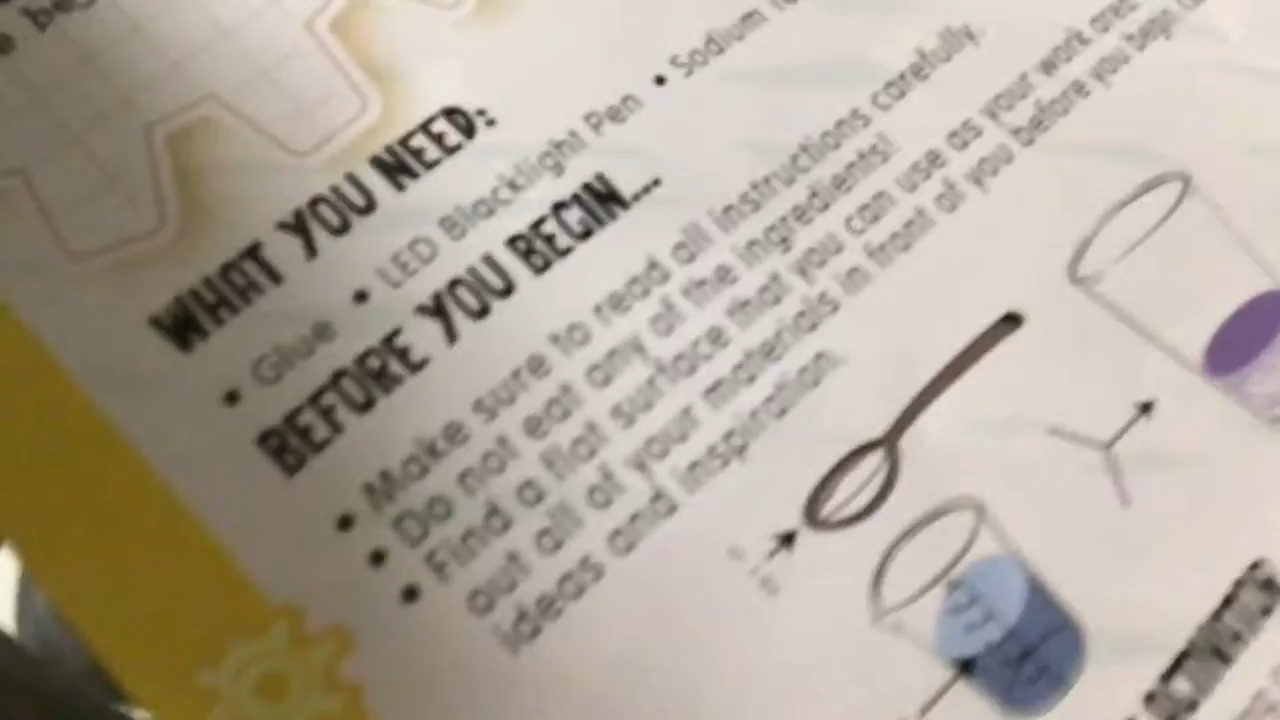 WHAT YOU NEED:
• Glue • LED Blacklight Pen • Sodium
BEFORE YOU BEGIN...
• Make sure to read all instructions carefully.
• Do not eat any of the ingredients!
• Find a flat surface that you can use as your work area
out all of your materials in front of you before you begin
ideas and inspiration.